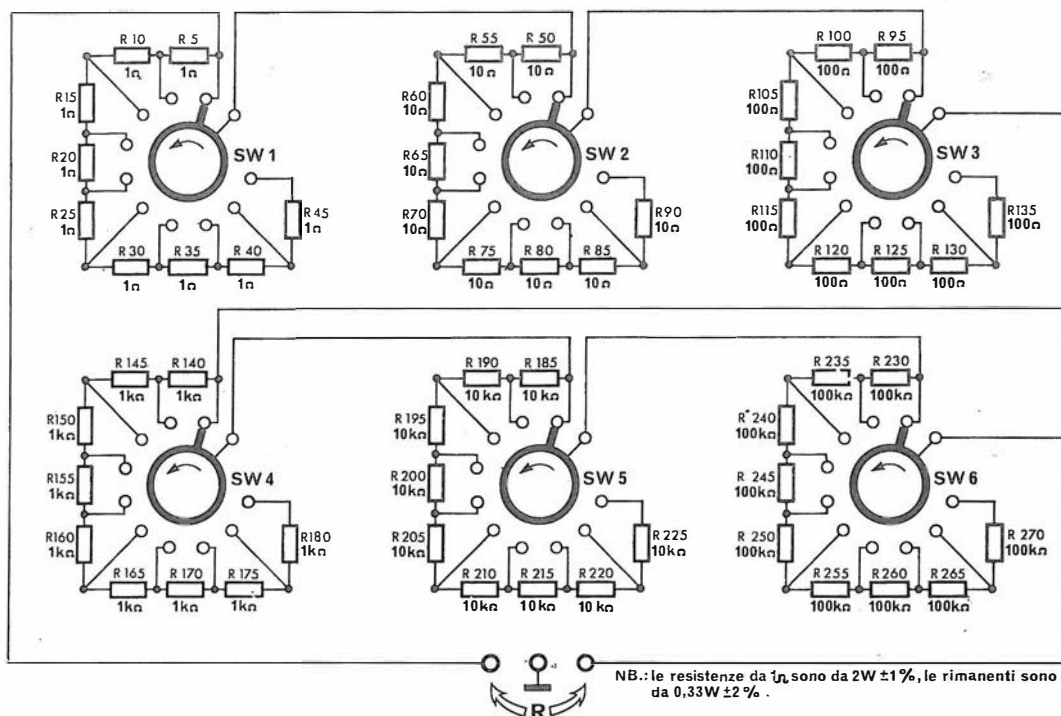 R 10 R 5
1Ω 1Ω
R15
1Ω
R20
1Ω
R25
1Ω
R 30 R 35 R 40
1Ω 1Ω 1Ω
R 45
1Ω
SW 1
R 55 R 50
10Ω 10Ω
R60
10Ω
R65
10Ω
R70
10Ω
R 75 R 80 R 85
10Ω 10Ω 10Ω
R 90
10Ω
SW 2
R 100 R 95
100Ω 100Ω
R105
100Ω
R110
100Ω
R115
100Ω
R 120 R 125 R 130
100Ω 100Ω 100Ω
R135
100Ω
SW 3
R 145 R 140
1kΩ 1kΩ
R150
1kΩ
R155
1kΩ
R160
1kΩ
R 165 R 170 R 175
1kΩ 1kΩ 1kΩ
R180
1kΩ
SW 4
R 190 R 185
10 kΩ 10 kΩ
R 195
10kΩ
R 200
10kΩ
R 205
10kΩ
R 210 R 215 R 220
10kΩ 10kΩ 10 kΩ
R 225
10kΩ
SW5
R 235 R 230
100kΩ 100kΩ
R 240
100kΩ
R 245
100kΩ
R 250
100kΩ
R 255 R 260 R 265
100kΩ 100kΩ 100kΩ
R 270
100kΩ
SW 6
R
NB.: le resistenze da 1Ω sono da 2W ±1%, le rimanenti sono
da 0,33W ±2% .